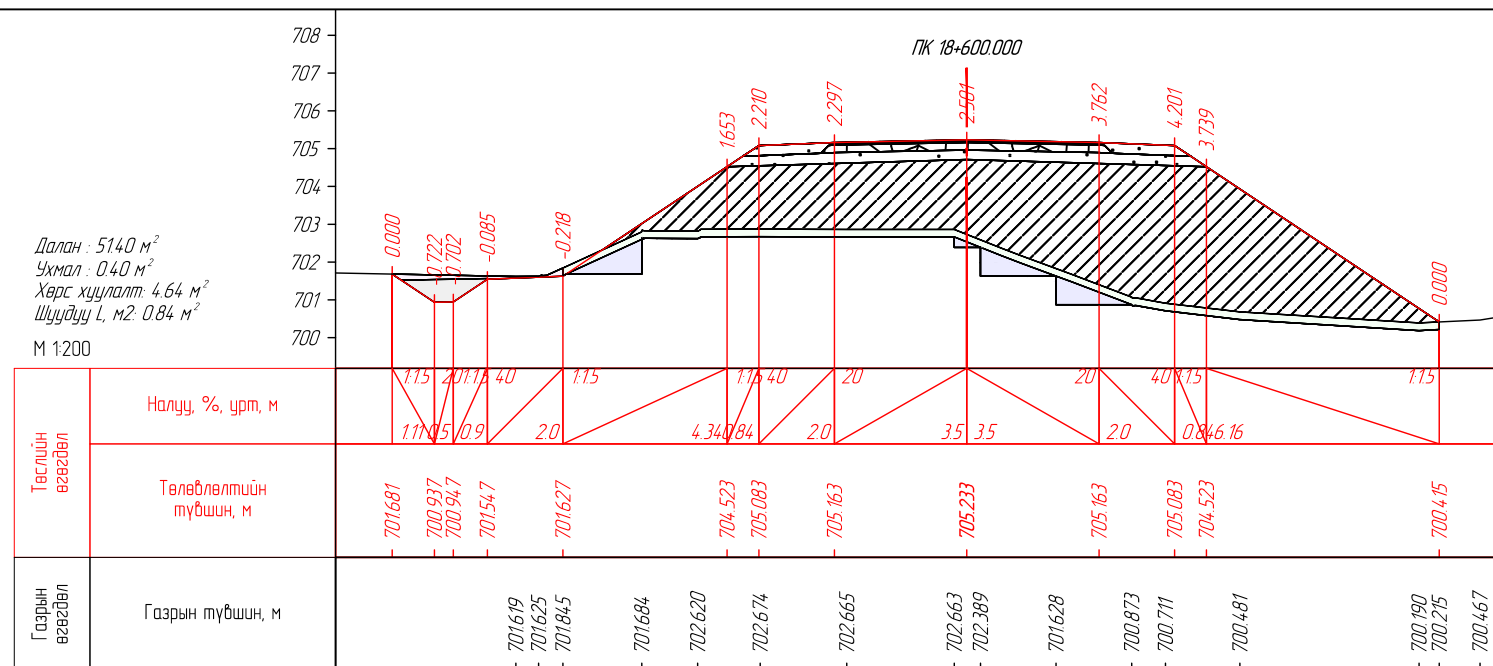 708
707
706
705
704
703
702
701
700
ПК 18+600.000
0.000
-0.722
-0.702
-0.085
-0.218
1.653
2.210
2.297
2.501
3.762
4.201
3.739
0.000
Далан : 51.40 м²
Ухмал : 0.40 м²
Хөрс хуулалт: 4.64 м²
Шуудуу L, м2: 0.84 м²
М 1:200
Төслийн өгөгдөл
Налуу, %, урт, м
1:1.5 20 1:1.5 40 1:1.5 1:1.5 40 20 20 40 1:1.5 1:1.5
1.11 0.5 0.9 2.0 4.34 0.84 2.0 3.5 3.5 2.0 0.84 6.16
Төлөвлөлтийн түвшин, м
701.681 700.937 700.947 701.547 701.627 704.523 705.083 705.163 705.233 705.163 705.083 704.523 700.415
Газрын өгөгдөл
Газрын түвшин, м
701.619 701.625 701.845 701.684 702.620 702.674 702.665 702.663 702.389 701.628 700.873 700.711 700.481 700.190 700.215 700.467